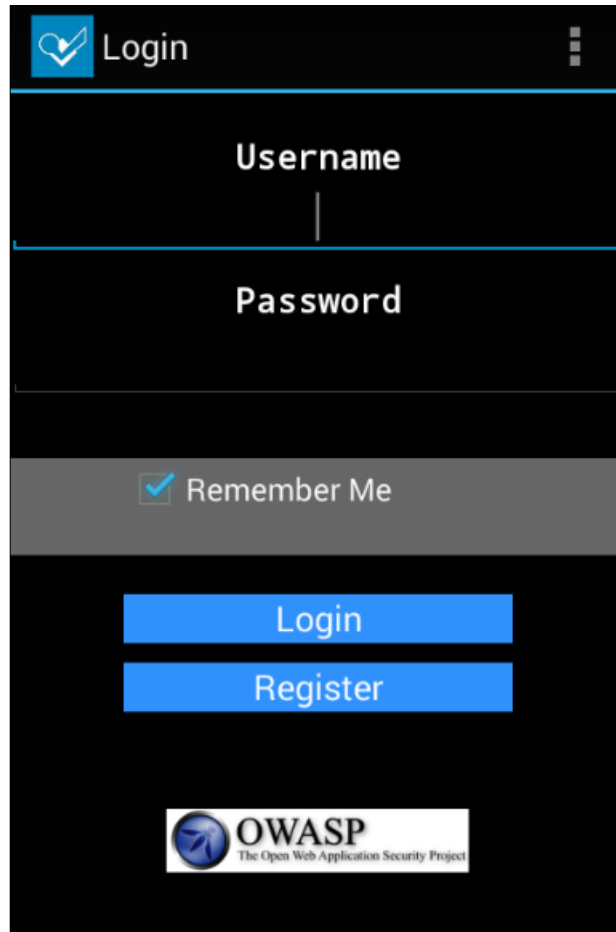 Login
Username
Password
Remember Me
Login
Register
OWASP
The Open Web Application Security Project